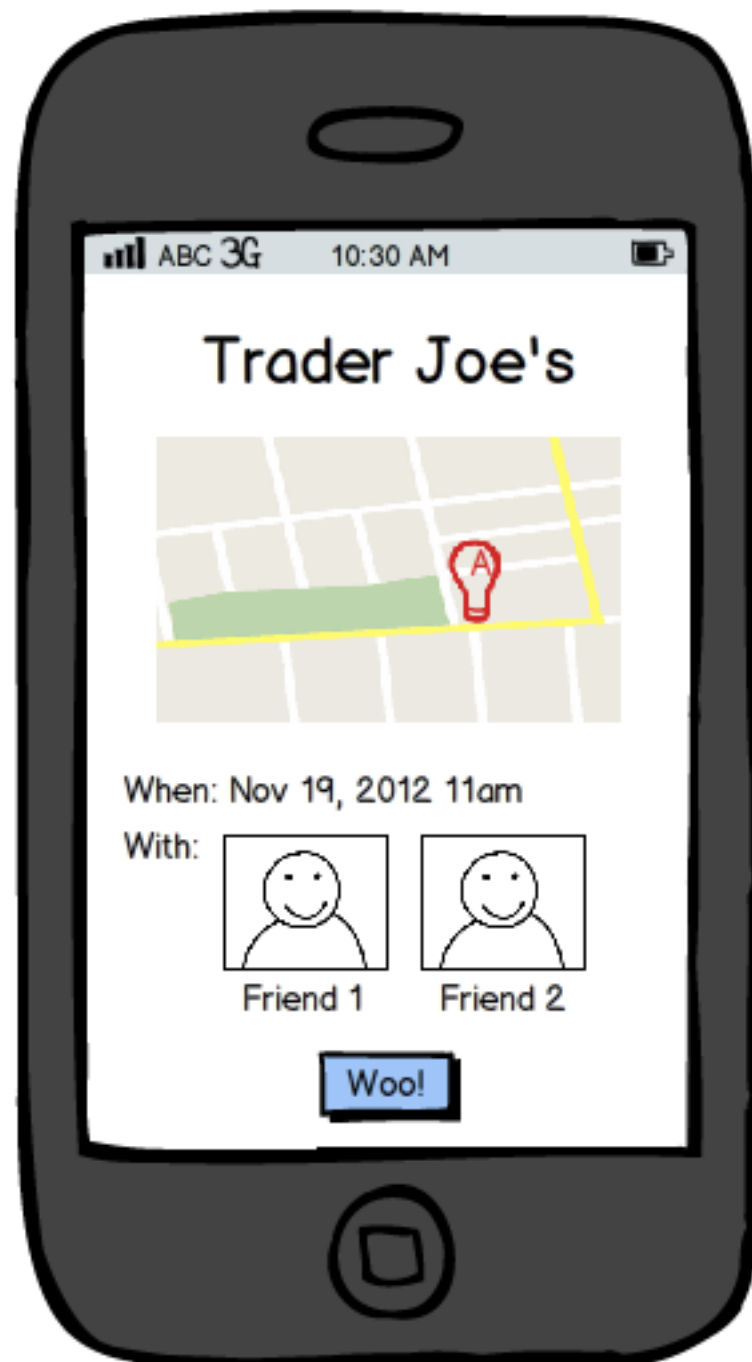 ABC 3G 10:30 AM
Trader Joe's
A
When: Nov 19, 2012 11am
With:
Friend 1 Friend 2
Woo!